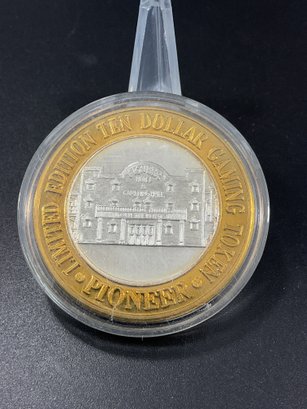 LIMITED EDITION TEN DOLLAR GAMING TOKEN
• PIONEER •